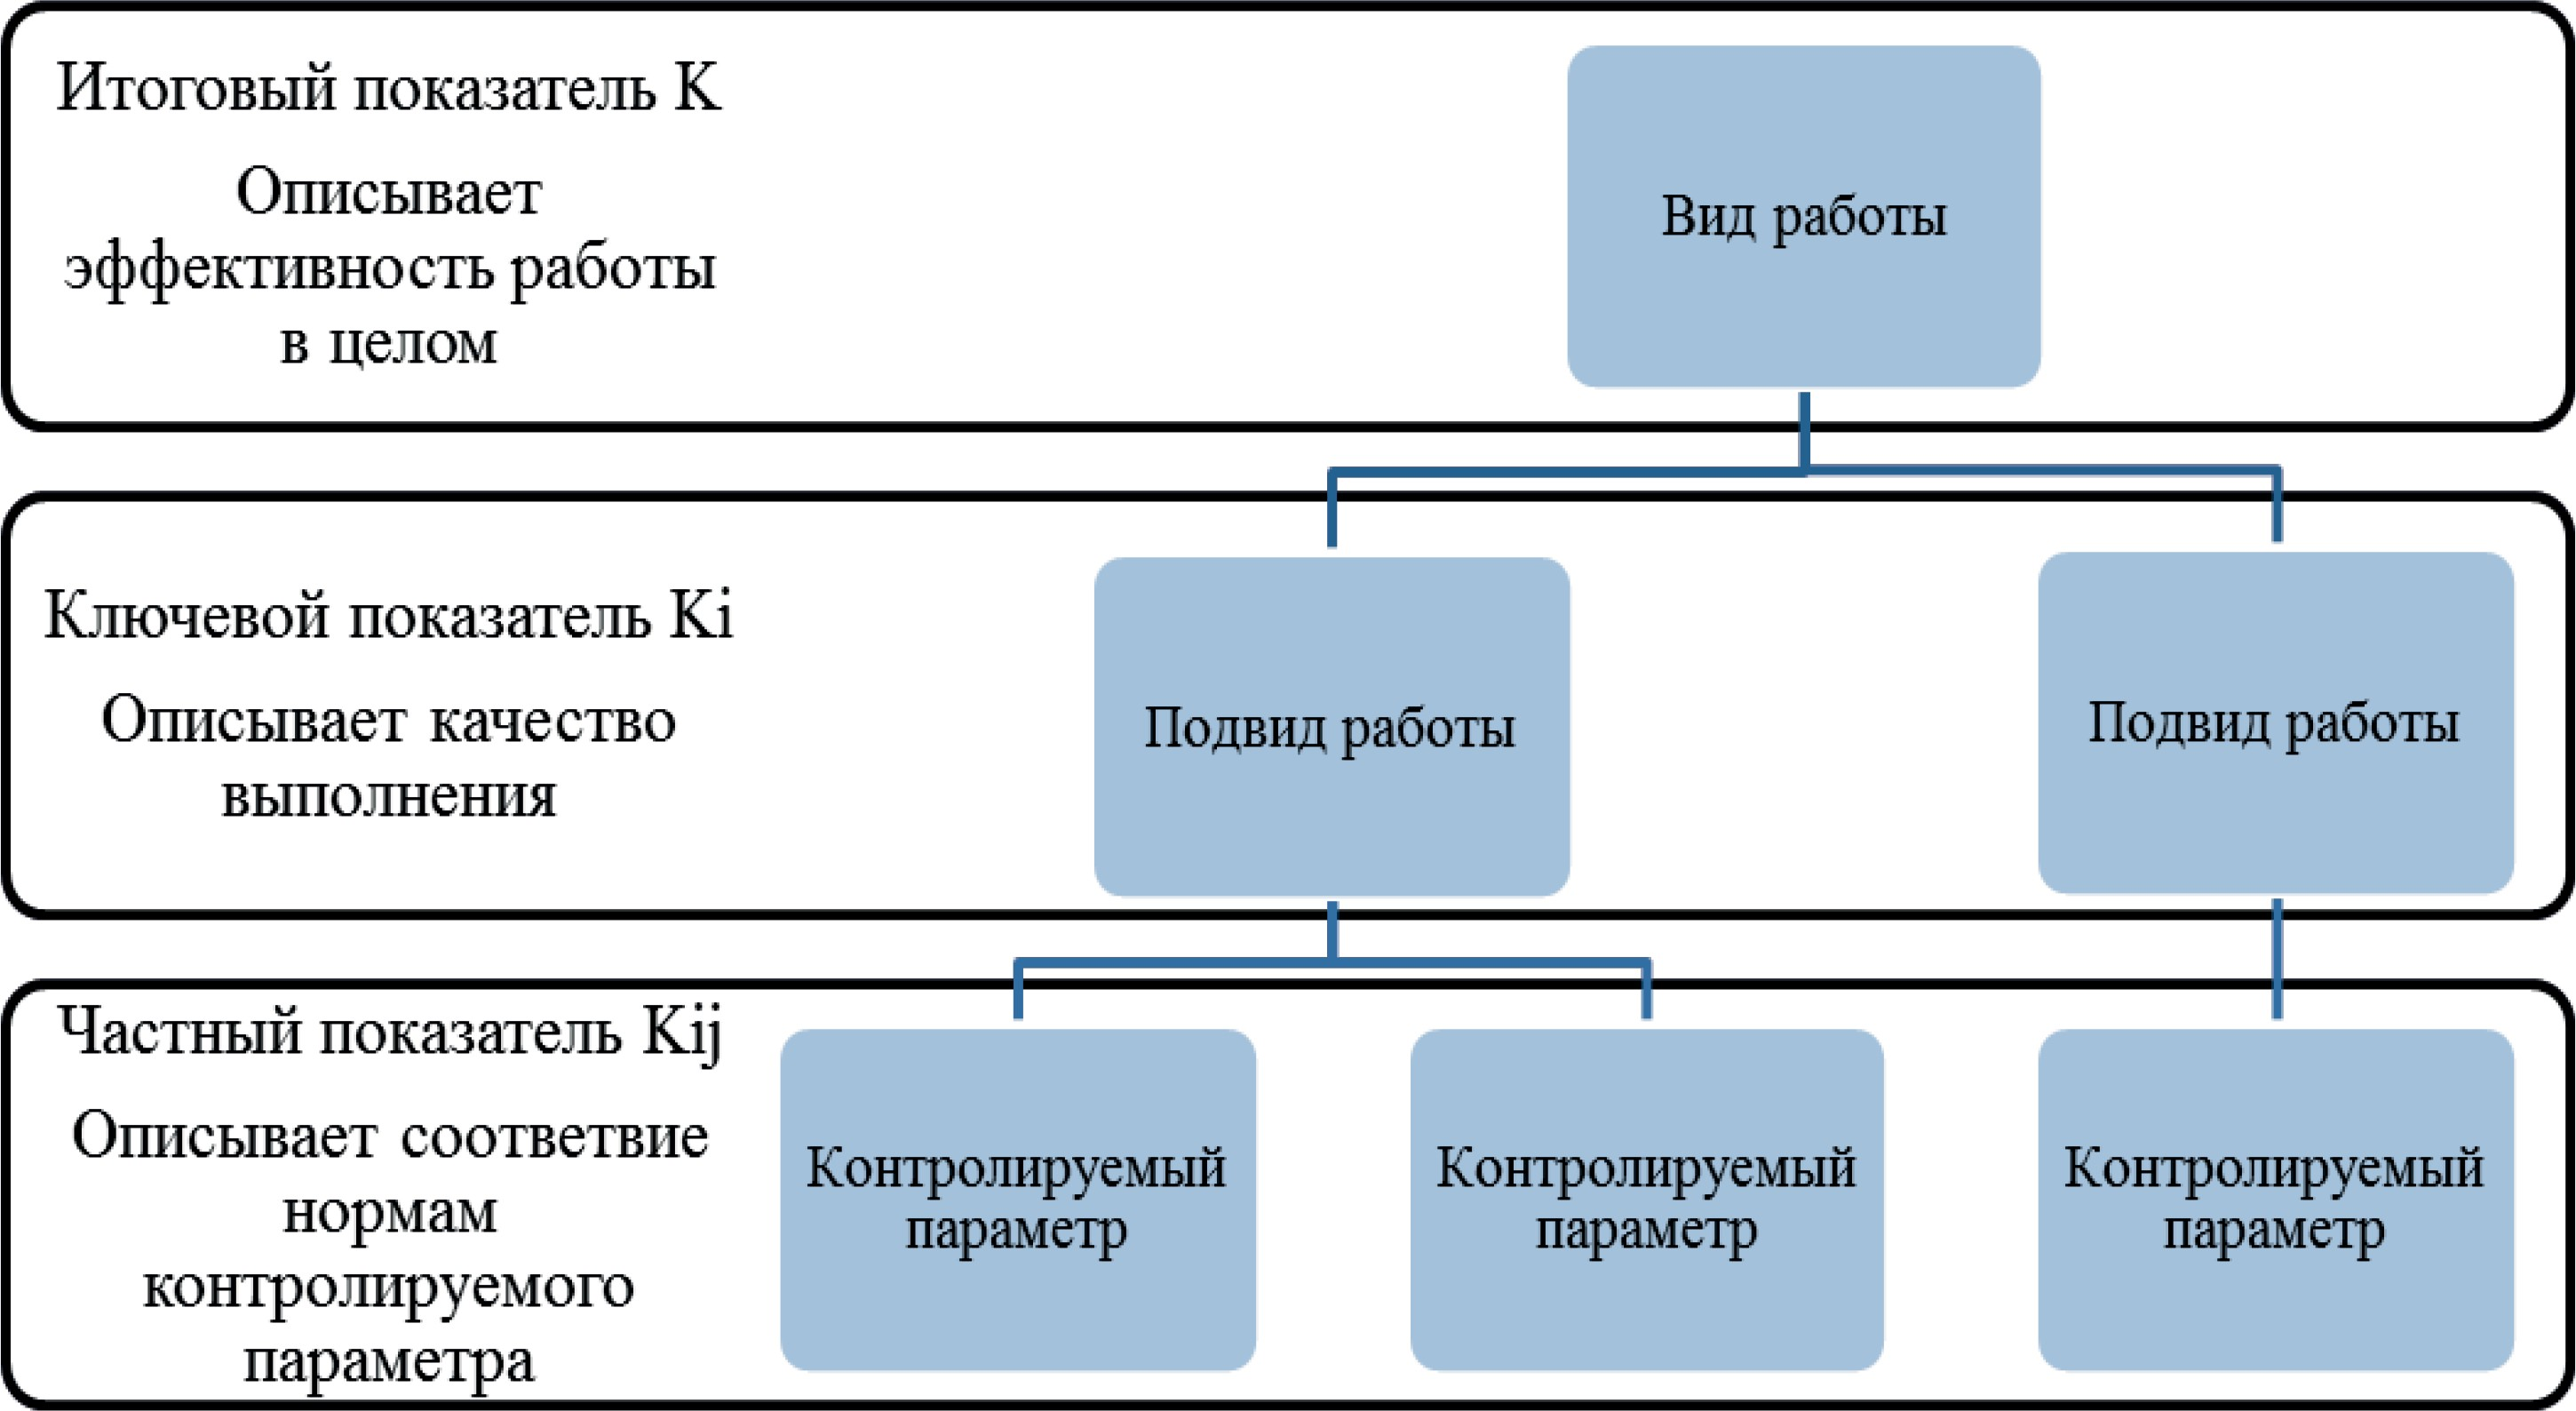 Итоговый показатель K
Описывает
эффективность работы
в целом
Вид работы
Ключевой показатель Ki
Описывает качество
выполнения
Подвид работы
Подвид работы
Частный показатель Kij
Описывает соответвие
нормам
контролируемого
параметра
Контролируемый
параметр
Контролируемый
параметр
Контролируемый
параметр